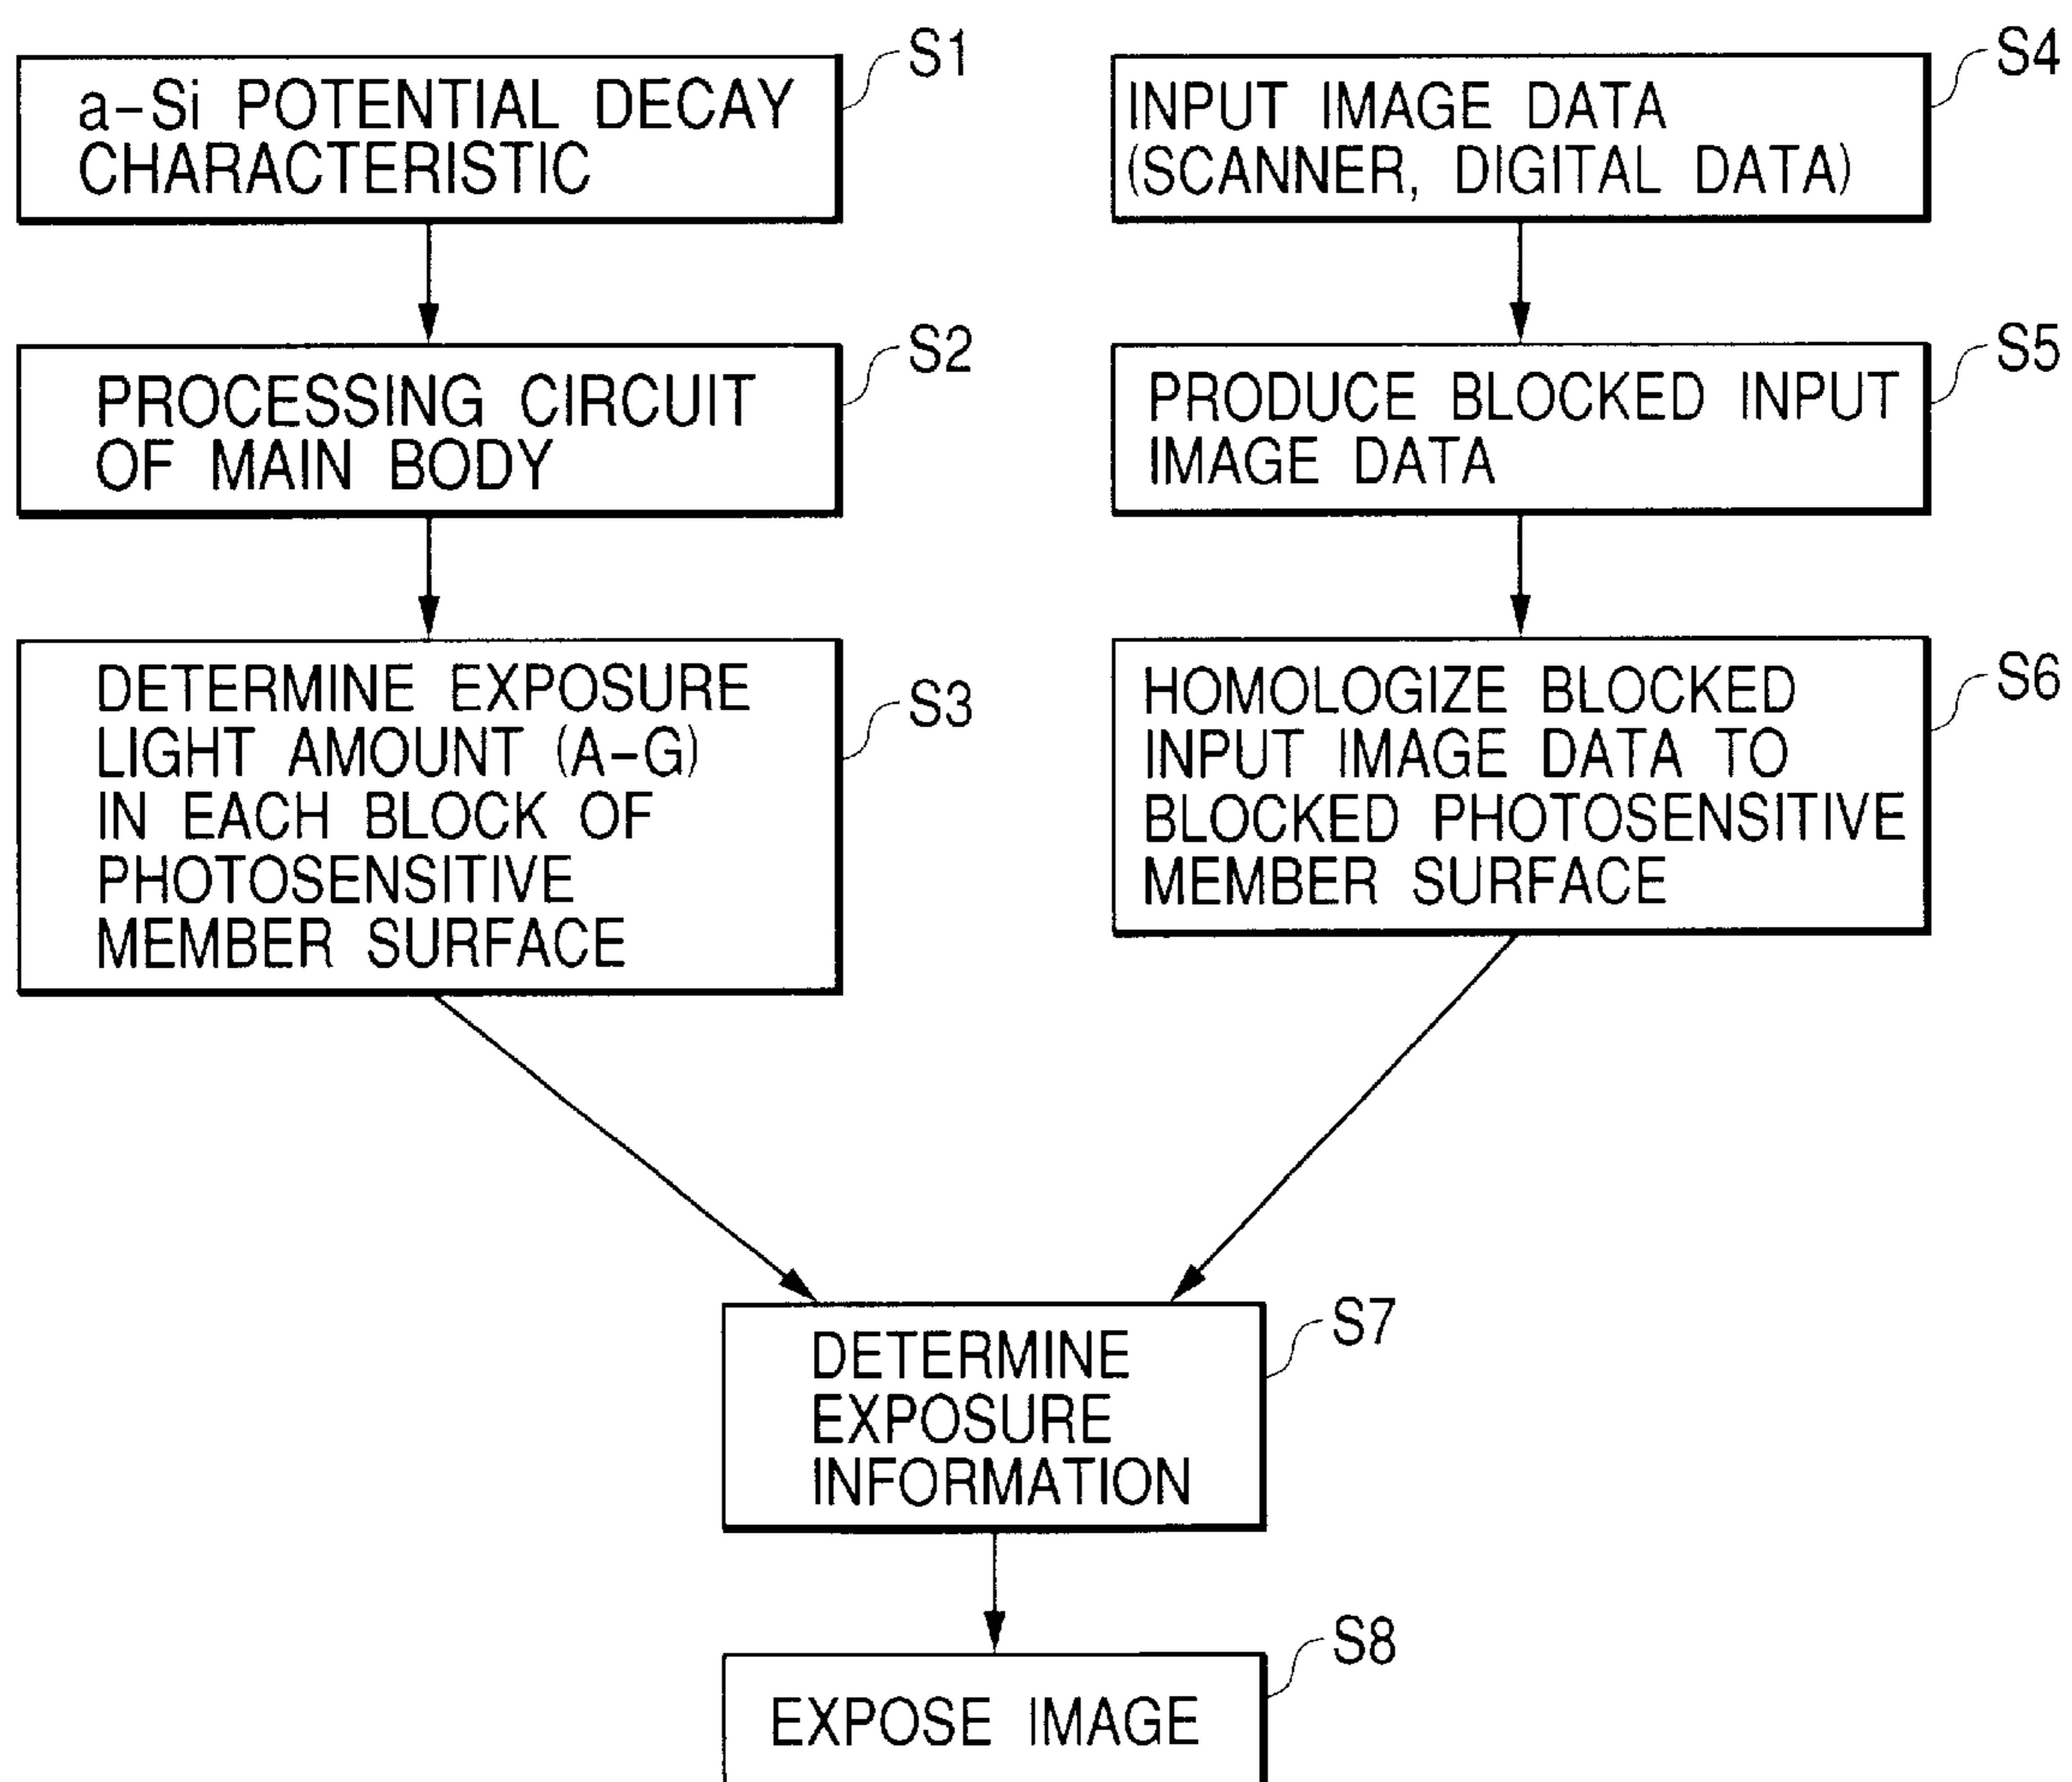 S1
a-Si POTENTIAL DECAY
CHARACTERISTIC
S2
PROCESSING CIRCUIT
OF MAIN BODY
S3
DETERMINE EXPOSURE
LIGHT AMOUNT (A-G)
IN EACH BLOCK OF
PHOTOSENSITIVE
MEMBER SURFACE
S4
INPUT IMAGE DATA
(SCANNER, DIGITAL DATA)
S5
PRODUCE BLOCKED INPUT
IMAGE DATA
S6
HOMOLOGIZE BLOCKED
INPUT IMAGE DATA TO
BLOCKED PHOTOSENSITIVE
MEMBER SURFACE
S7
DETERMINE
EXPOSURE
INFORMATION
S8
EXPOSE IMAGE